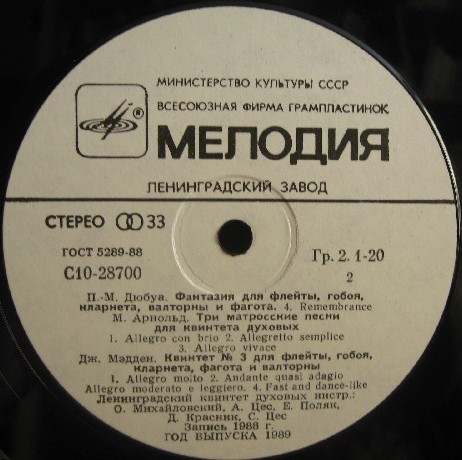 МИНИСТЕРСТВО КУЛЬТУРЫ СССР
ВСЕСОЮЗНАЯ ФИРМА ГРАМПЛАСТИНОК
®
МЕЛОДИЯ
ЛЕНИНГРАДСКИЙ ЗАВОД
СТЕРЕО 33
ГОСТ 5289-88
Гр. 2. 1-20
С10-28700
2
П.-М. Дюбуа. Фантазия для флейты, гобоя,
кларнета, валторны и фагота. 4. Remembrance
М. Арнольд. Три матросские песни
для квинтета духовых
1. Allegro con brio 2. Allegretto semplice
3. Allegro vivace
Дж. Мэдден. Квинтет № 3 для флейты, гобоя,
кларнета, фагота и валторны
1. Allegro molto 2. Andante quasi adagio
Allegro moderato e leggiero. 4. Fast and dance-like
Ленинградский квинтет духовых инстр.:
О. Михайловский, А. Цес, Е. Поляк,
Д. Красник, С. Цес
Запись 1988 г.
ГОД ВЫПУСКА 1989